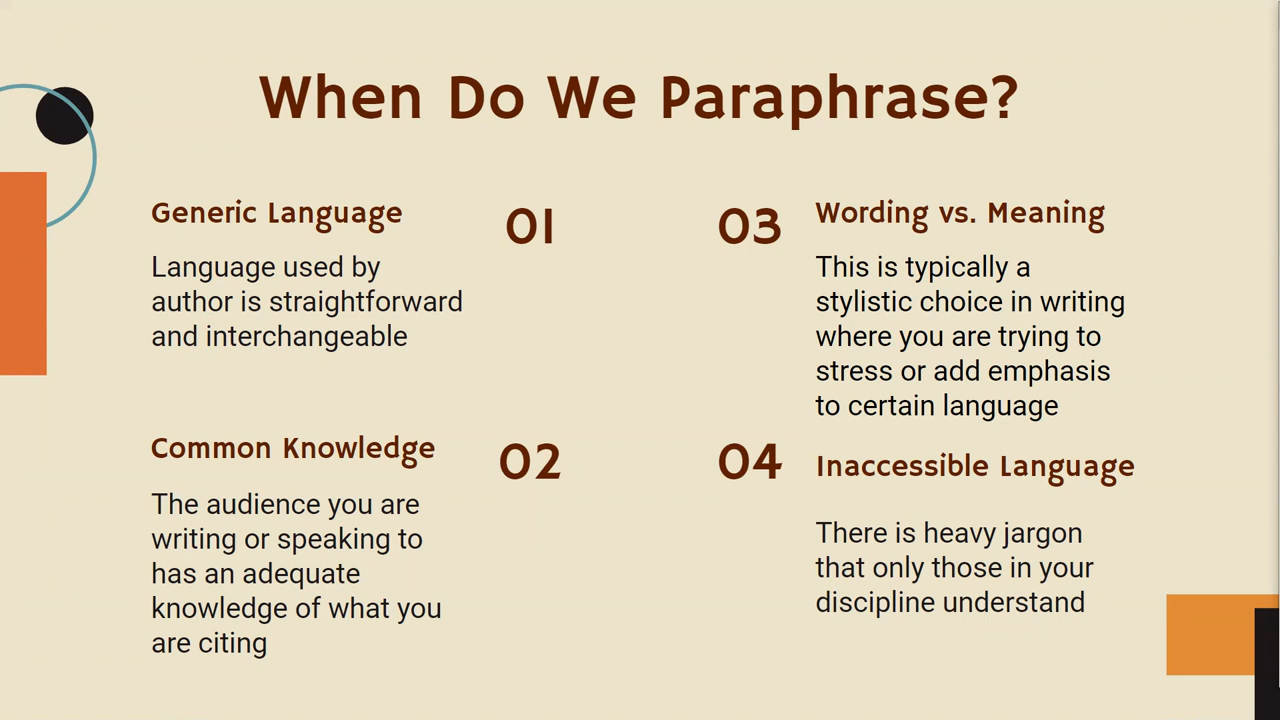 When Do We Paraphrase?
Generic Language
01
Language used by
author is straightforward
and interchangeable
Common Knowledge
02
The audience you are
writing or speaking to
has an adequate
knowledge of what you
are citing
03
Wording vs. Meaning
This is typically a
stylistic choice in writing
where you are trying to
stress or add emphasis
to certain language
04
Inaccessible Language
There is heavy jargon
that only those in your
discipline understand